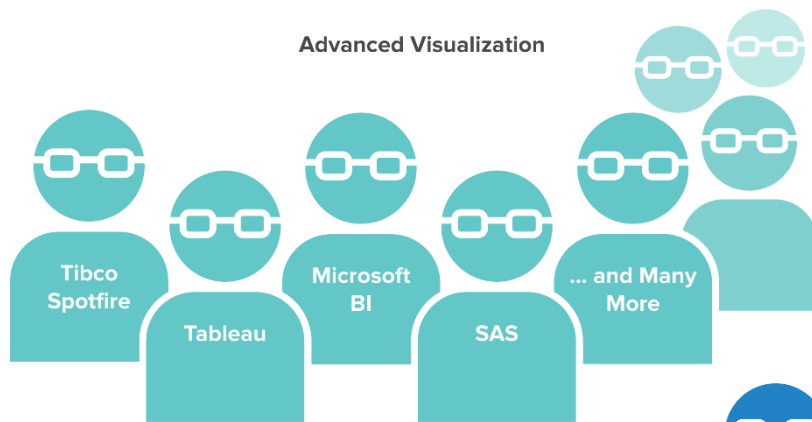 Advanced Visualization
Tibco
Spotfire
Tableau
Microsoft
BI
SAS
... and Many
More